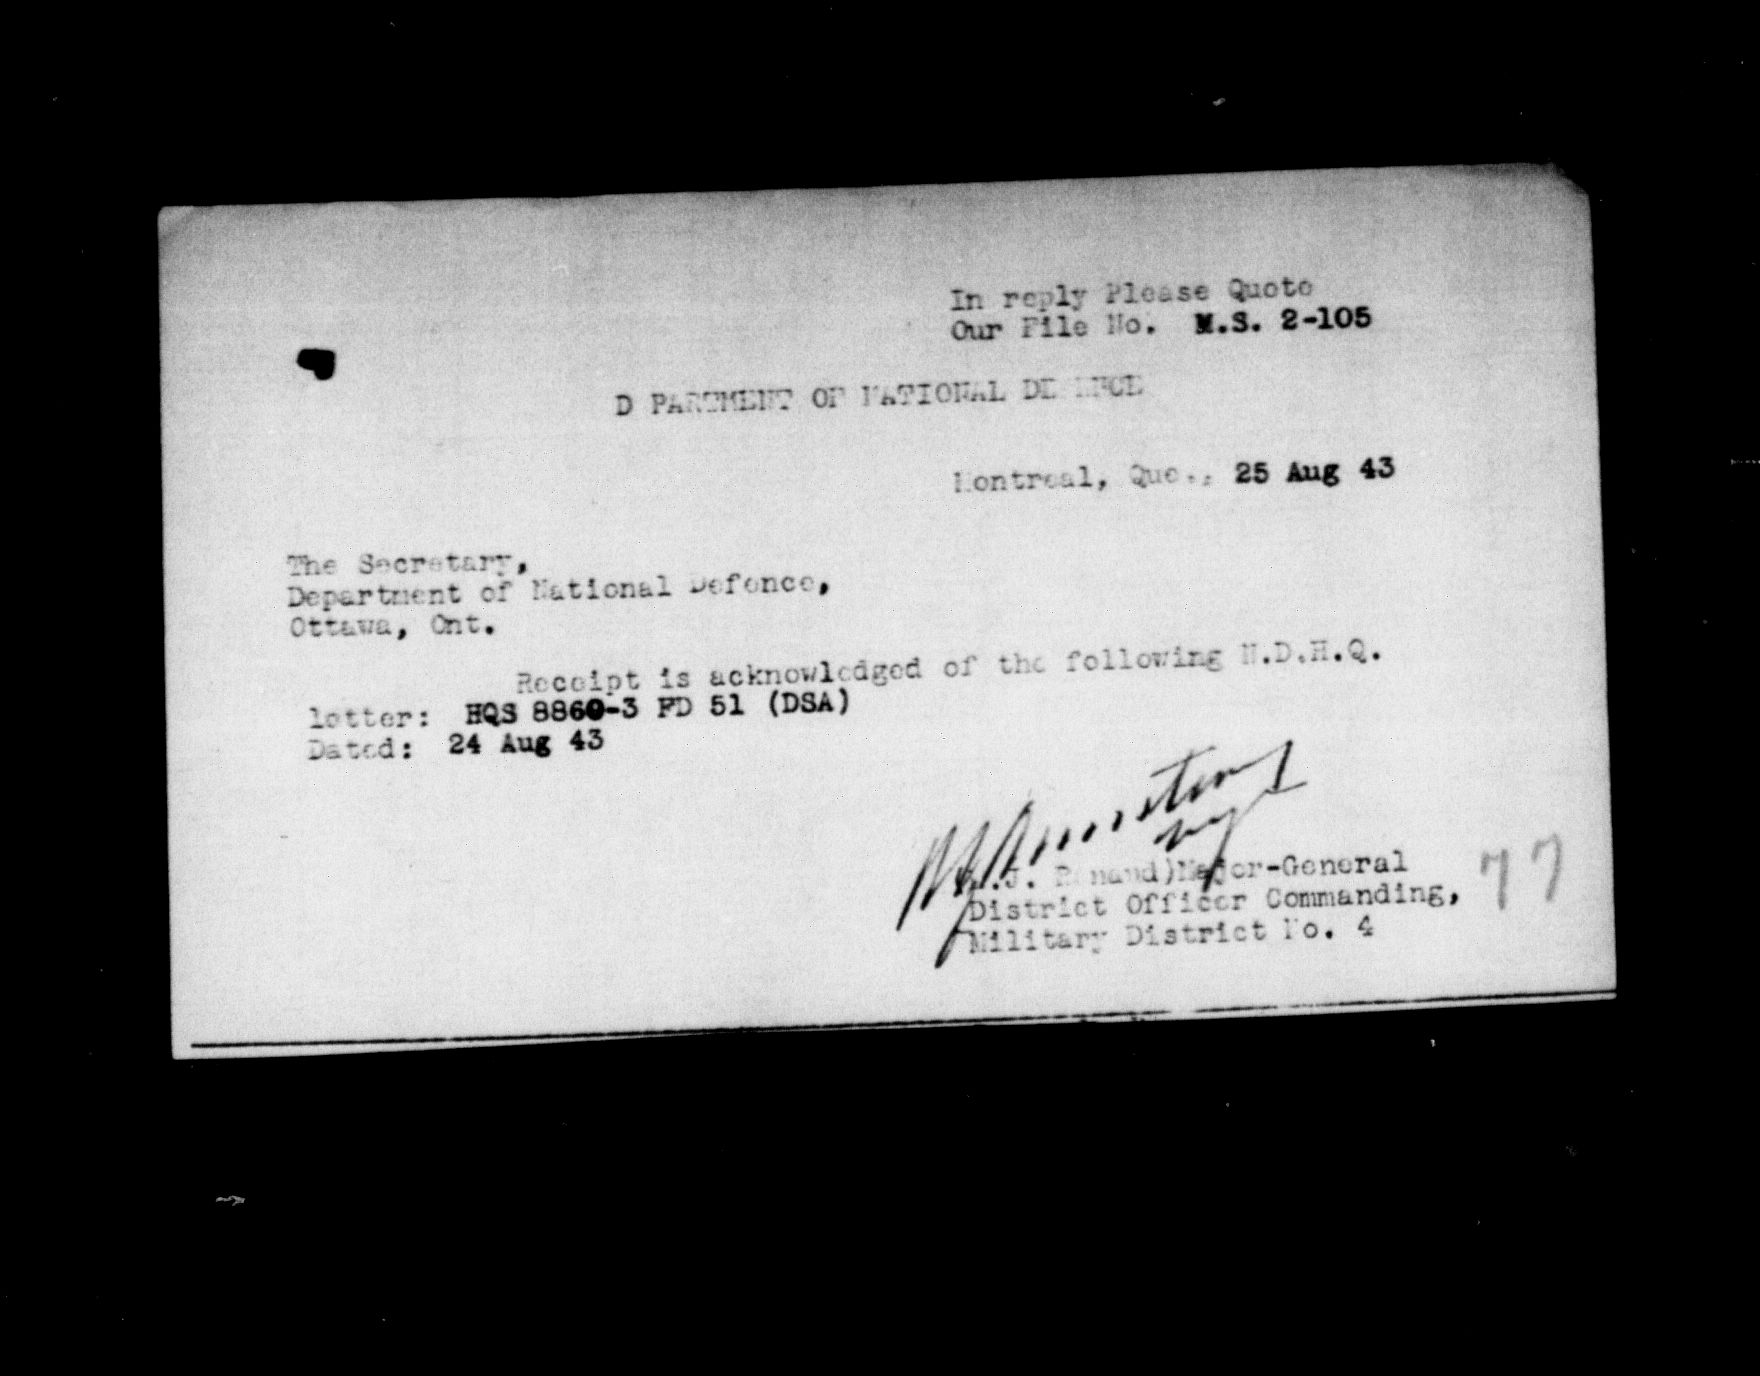 In reply Please Quote
Our File No. M.S. 2-105
D PARTMENT OF NATIONAL DE ENCE
Montreal, Que., 25 Aug 43
The Secretary,
Department of National Defence,
Ottawa, Ont.
Receipt is acknowledged of the following N.D.H.Q.
letter: HQS 8860-3 FD 51 (DSA)
Dated: 24 Aug 43
.J. Renaud) Major-General
District Officer Commanding,
Military District No. 4
77